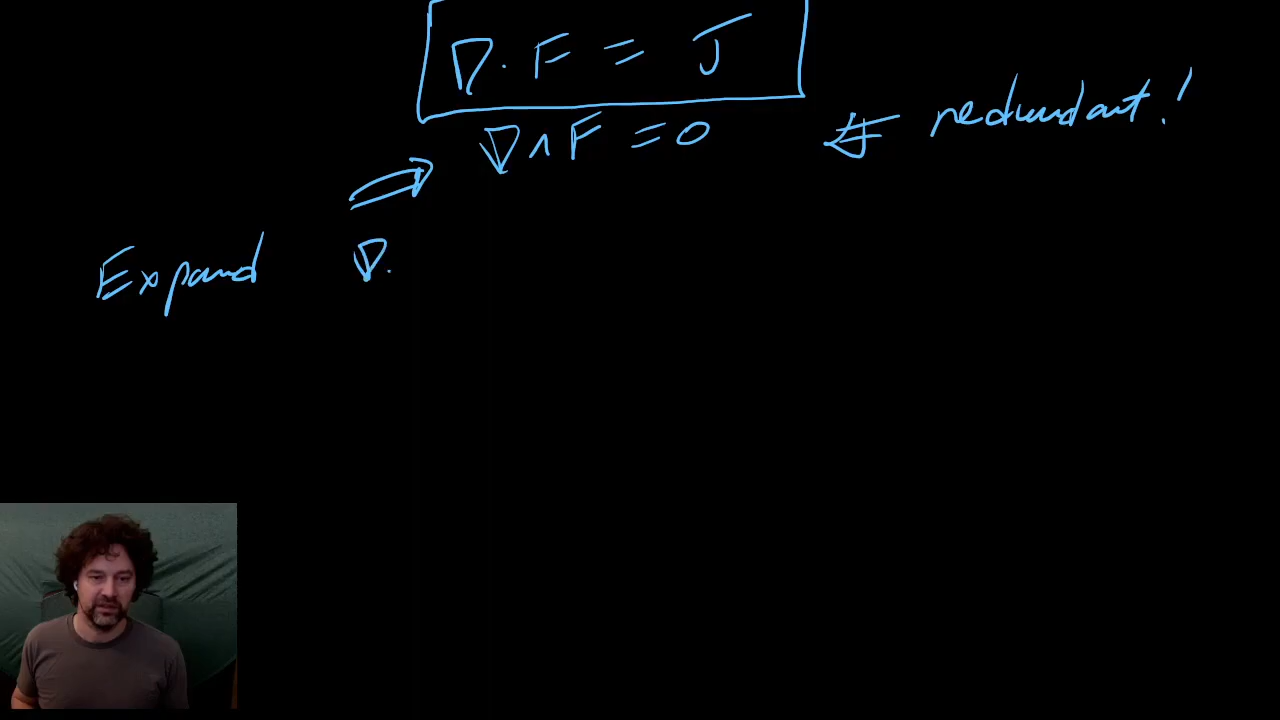 ∇· F = J
∇∧F = 0 ⇐ redundant!
⇒
Expand ∇·